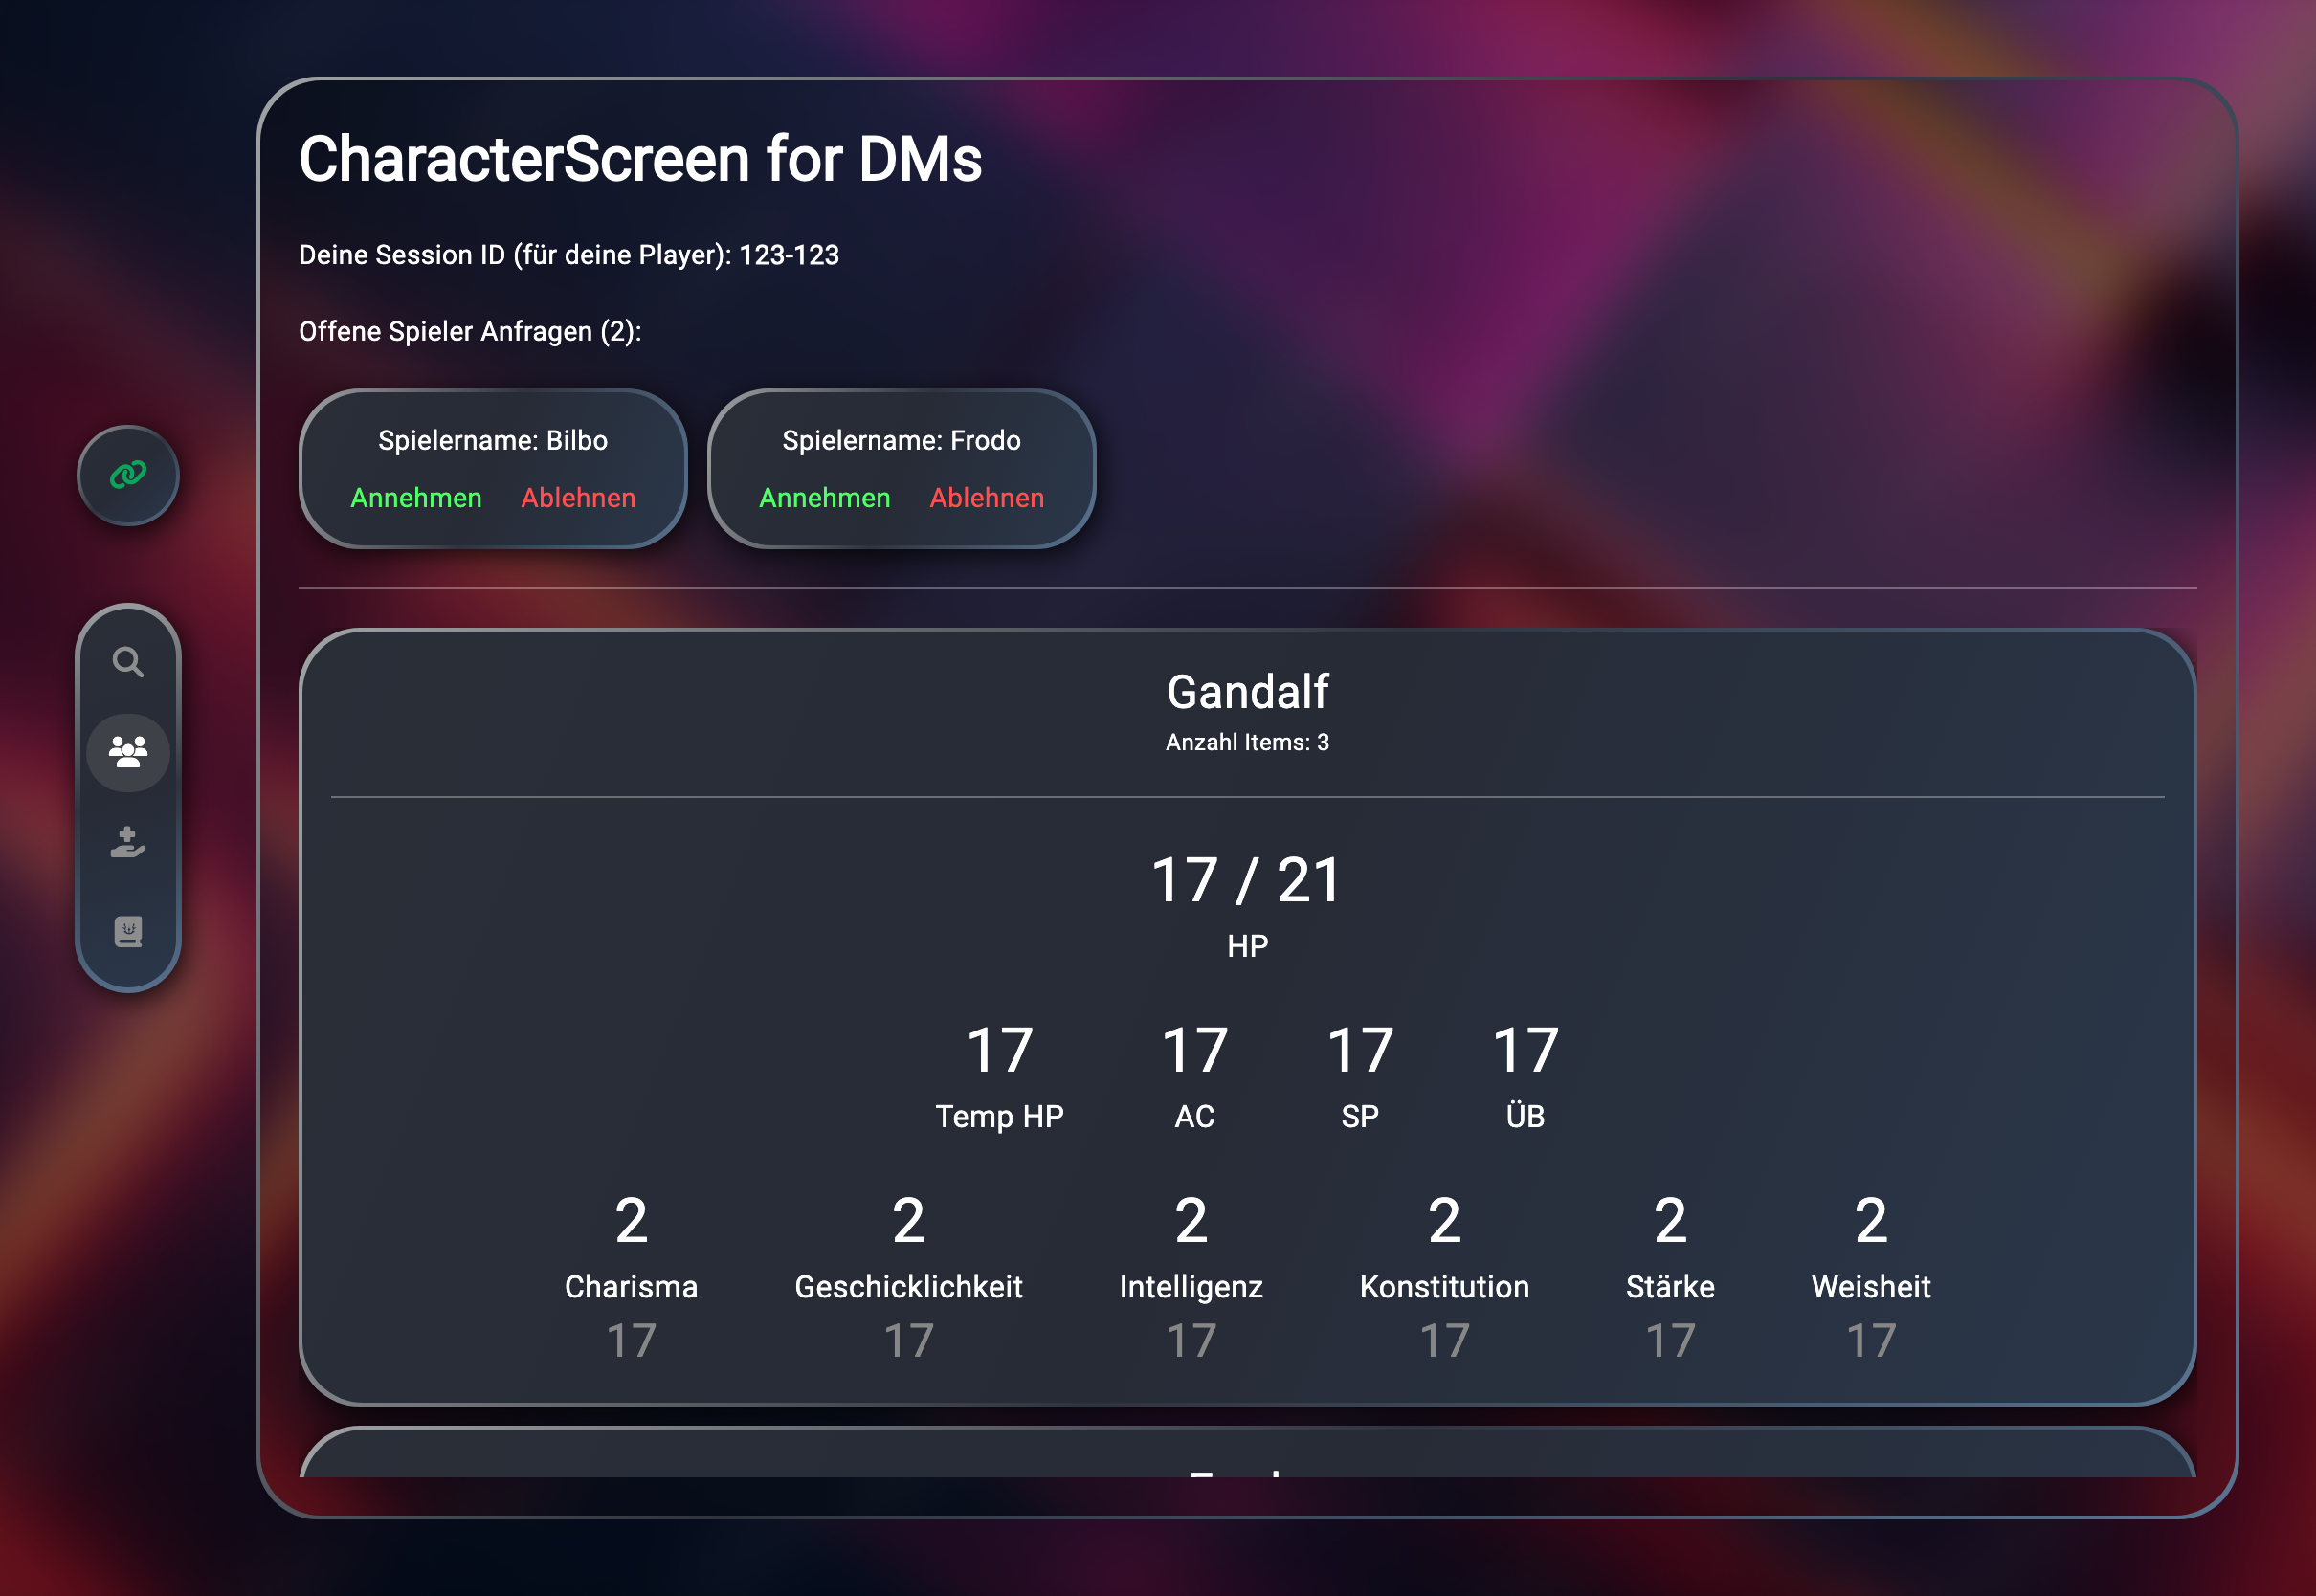 CharacterScreen for DMs
Deine Session ID (für deine Player): 123-123
Offene Spieler Anfragen (2):
Spielername: Bilbo
Annehmen Ablehnen
Spielername: Frodo
Annehmen Ablehnen
Gandalf
Anzahl Items: 3
17 / 21
HP
17 17 17 17
Temp HP AC SP ÜB
2 2 2 2 2 2
Charisma Geschicklichkeit Intelligenz Konstitution Stärke Weisheit
17 17 17 17 17 17